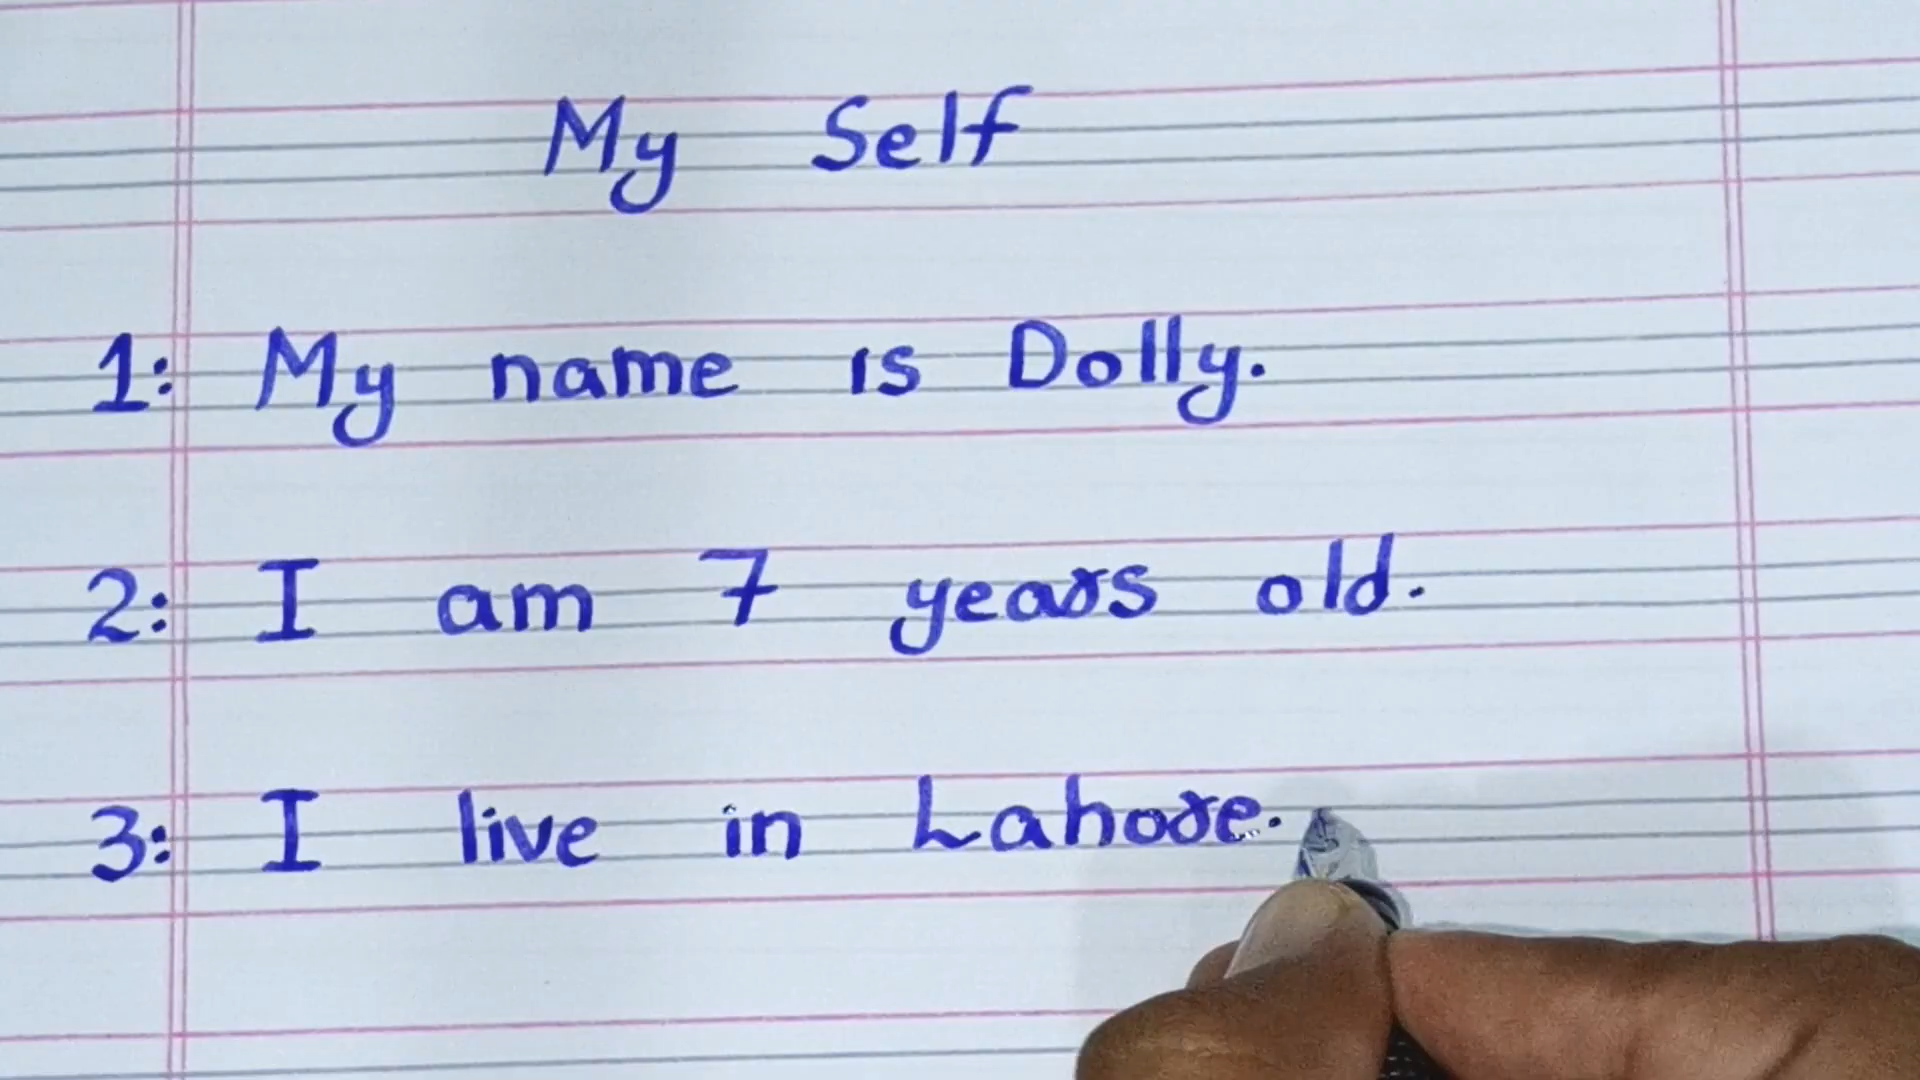 My Self
1: My name is Dolly.
2: I am 7 years old.
3: I live in Lahore.